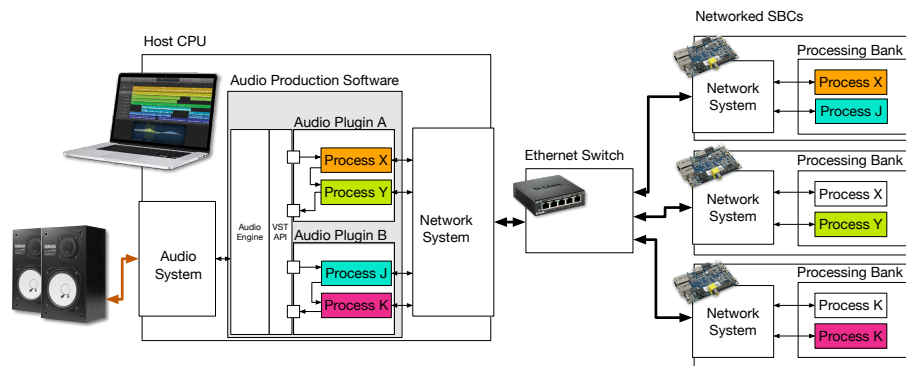 Networked SBCs
Host CPU
Processing Bank
Audio Production Software
Network
System
Process X
Process J
Audio Plugin A
Process X
Process Y
Ethernet Switch
D-Link
Processing Bank
Network
System
Process X
Process Y
Audio
Engine
VST
API
Network
System
Audio Plugin B
Process J
Process K
Audio
System
YAMAHA
Processing Bank
Network
System
Process K
Process K